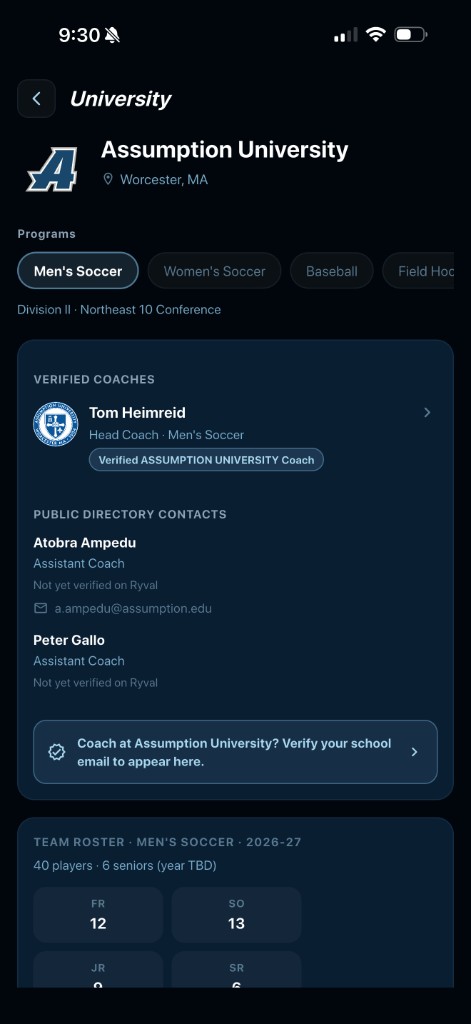 9:30
University
A
Assumption University
Worcester, MA
Programs
Men's Soccer
Women's Soccer
Baseball
Field Hoc
Division II · Northeast 10 Conference
VERIFIED COACHES
Tom Heimreid
Head Coach · Men's Soccer
Verified ASSUMPTION UNIVERSITY Coach
PUBLIC DIRECTORY CONTACTS
Atobra Ampedu
Assistant Coach
Not yet verified on Ryval
a.ampedu@assumption.edu
Peter Gallo
Assistant Coach
Not yet verified on Ryval
Coach at Assumption University? Verify your school
email to appear here.
TEAM ROSTER · MEN'S SOCCER · 2026-27
40 players · 6 seniors (year TBD)
FR
SO
12
13
JR
SR
9
6